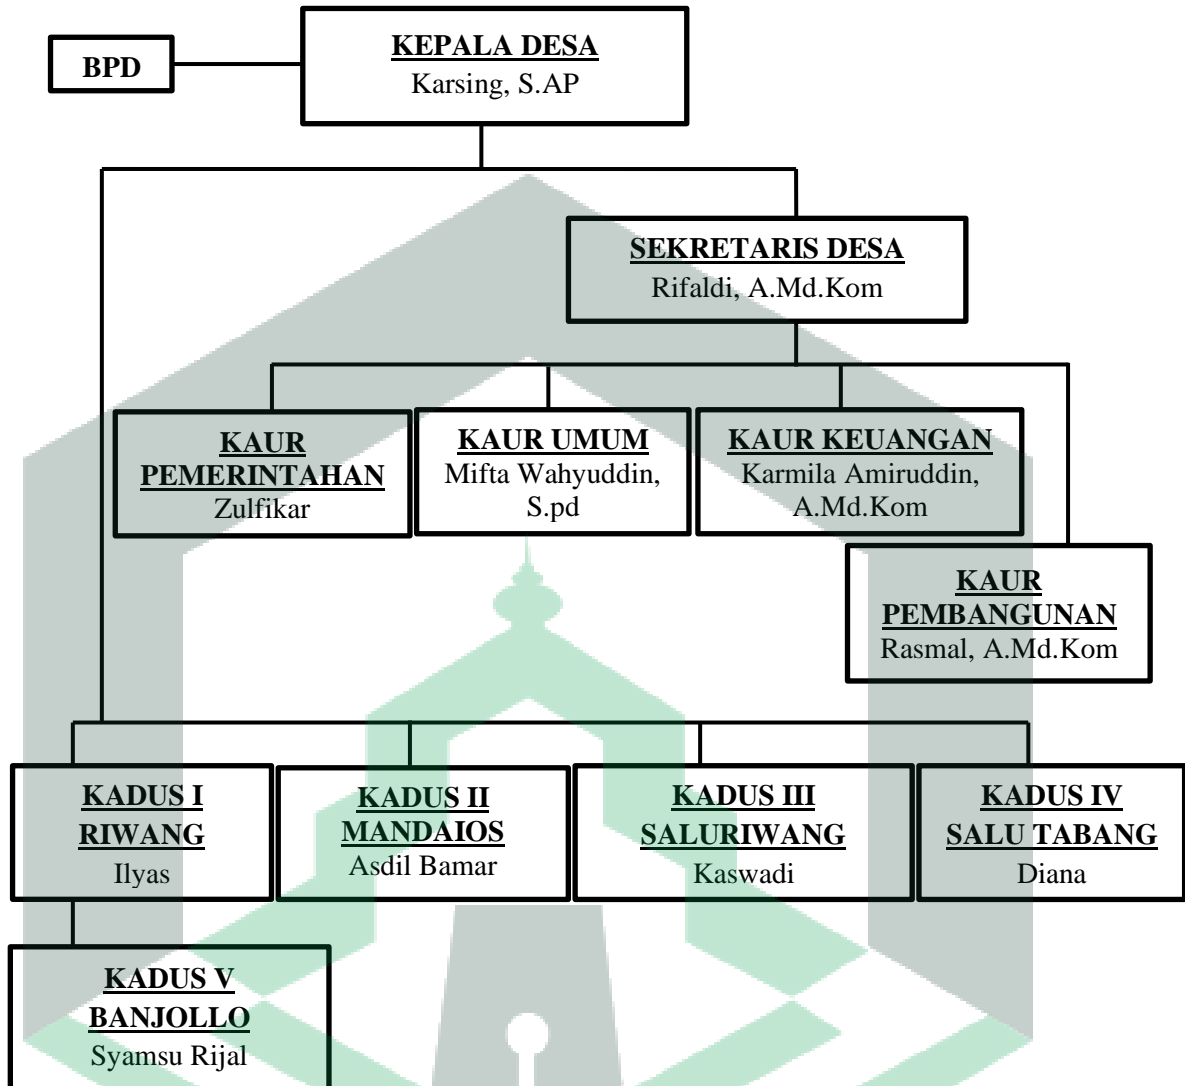 BPD
KEPALA DESA
Karsing, S.AP
SEKRETARIS DESA
Rifaldi, A.Md.Kom
KAUR
PEMERINTAHAN
Zulfikar
KAUR UMUM
Mifta Wahyuddin,
S.pd
KAUR KEUANGAN
Karmila Amiruddin,
A.Md.Kom
KAUR
PEMBANGUNAN
Rasmal, A.Md.Kom
KADUS I
RIWANG
Ilyas
KADUS II
MANDAIOS
Asdil Bamar
KADUS III
SALURIWANG
Kaswadi
KADUS IV
SALU TABANG
Diana
KADUS V
BANJOLLO
Syamsu Rijal